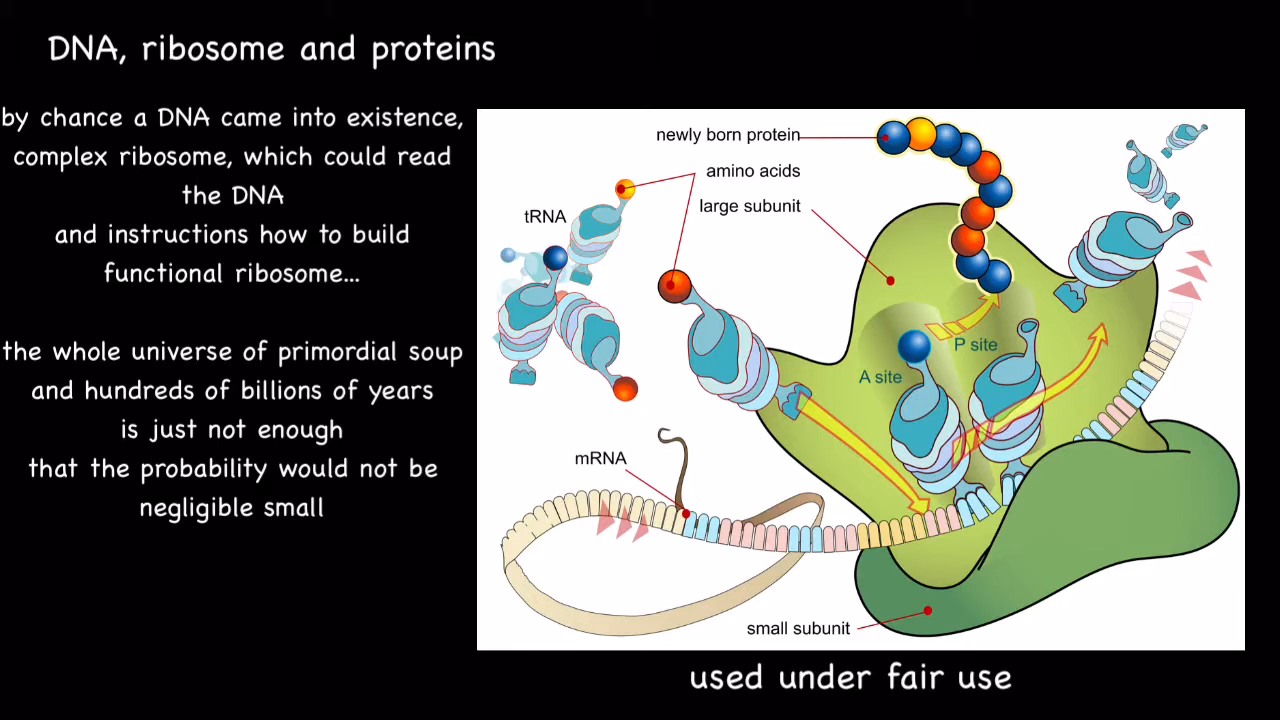 DNA, ribosome and proteins
by chance a DNA came into existence,
complex ribosome, which could read
the DNA
and instructions how to build
functional ribosome...
the whole universe of primordial soup
and hundreds of billions of years
is just not enough
that the probability would not be
negligible small
newly born protein
amino acids
large subunit
tRNA
P site
A site
mRNA
small subunit
used under fair use